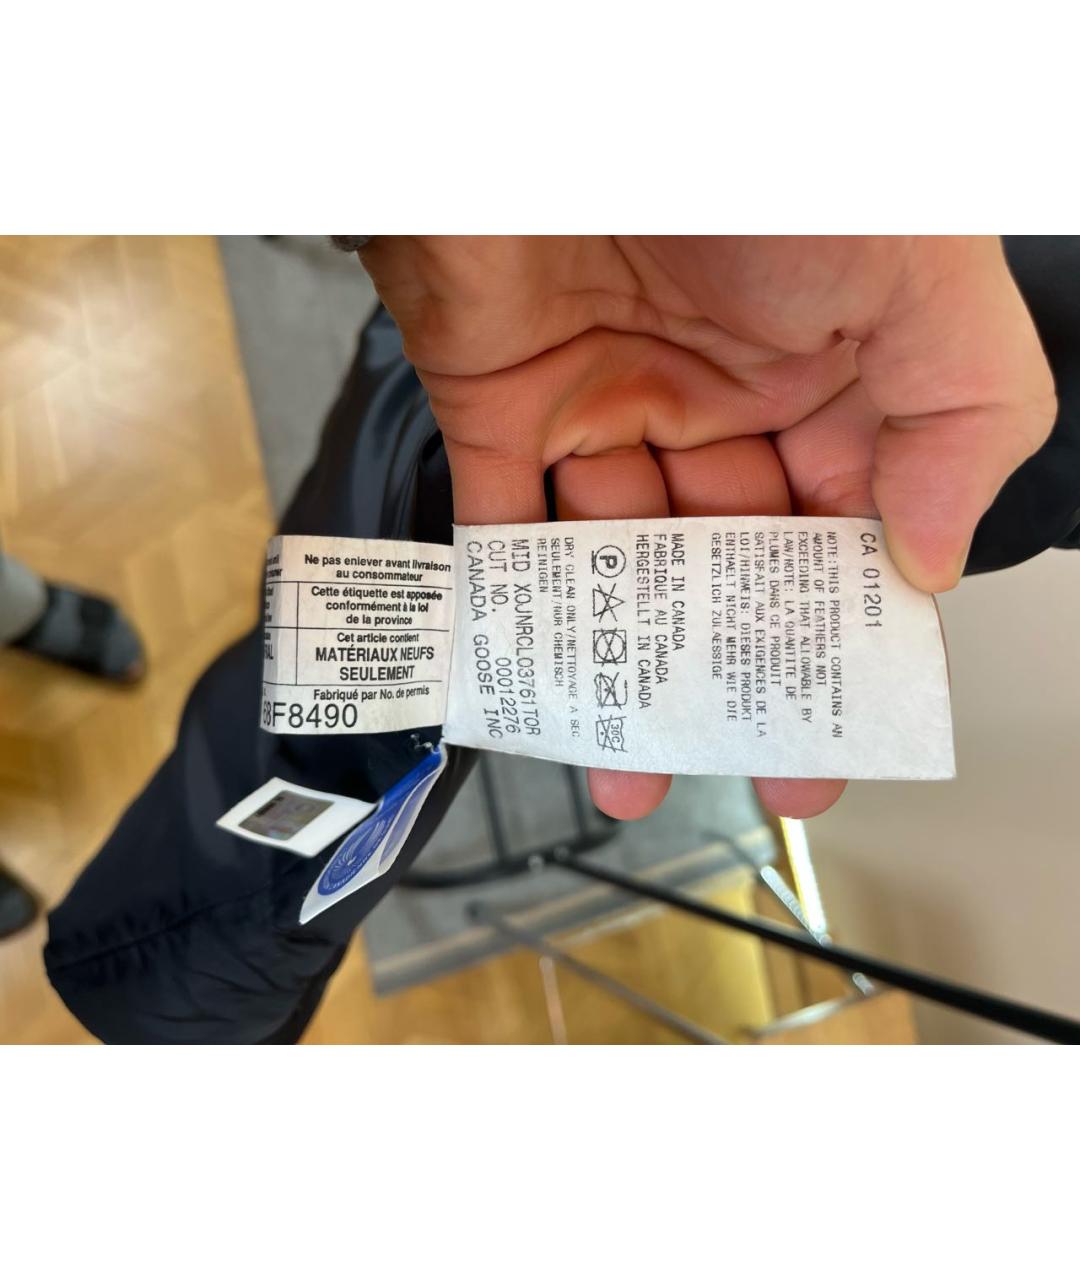 Ne pas enlever avant livraison
au consommateur
Cette étiquette est apposée
conformément à la loi
de la province
Cet article contient
MATÉRIAUX NEUFS
SEULEMENT
Fabriqué par No. de permis
68F8490
CA 01201
NOTE:THIS PRODUCT CONTAINS AN
AMOUNT OF FEATHERS NOT
EXCEEDING THAT ALLOWABLE BY
LAW/NOTE: LA QUANTITE DE
PLUMES DANS CE PRODUIT
SATISFAIT AUX EXIGENCES DE LA
LOI/HINWEIS: DIESES PRODUKT
ENTHAELT NICHT MEHR WIE DIE
GESETZLICH ZULAESSIGE
MADE IN CANADA
FABRIQUE AU CANADA
HERGESTELLT IN CANADA
P
30C
DRY CLEAN ONLY/NETTOYAGE A SEC
SEULEMENT/NUR CHEMISCH
REINIGEN
MID XOJNRCL03761TOR
CUT NO. 00012276
CANADA GOOSE INC